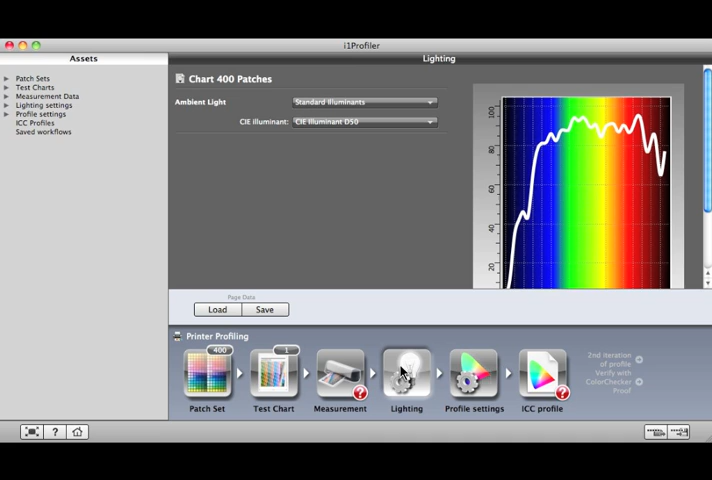 i1Profiler
Assets
Lighting
Patch Sets
Test Charts
Measurement Data
Lighting settings
Profile settings
ICC Profiles
Saved workflows
Chart 400 Patches
Ambient Light
Standard Illuminants
CIE illuminant:
CIE Illuminant D50
100
80
60
40
20
Page Data
Load
Save
Printer Profiling
400
1
Patch Set
Test Chart
Measurement
Lighting
Profile settings
ICC profile
2nd iteration
of profile
Verify with
ColorChecker
Proof
?